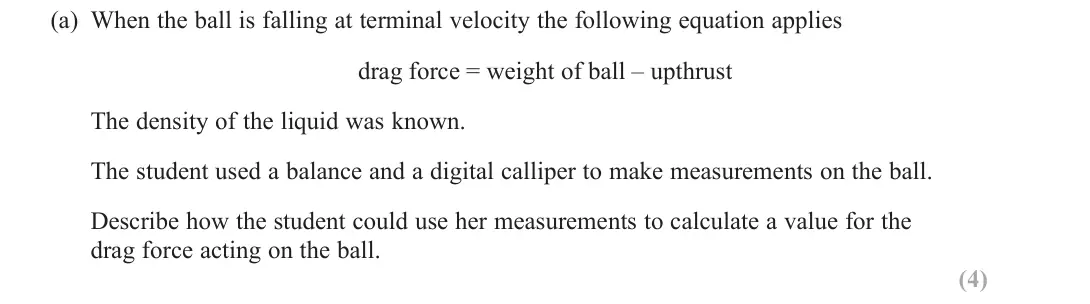 (a) When the ball is falling at terminal velocity the following equation applies
drag force = weight of ball – upthrust
The density of the liquid was known.
The student used a balance and a digital calliper to make measurements on the ball.
Describe how the student could use her measurements to calculate a value for the
drag force acting on the ball.
(4)